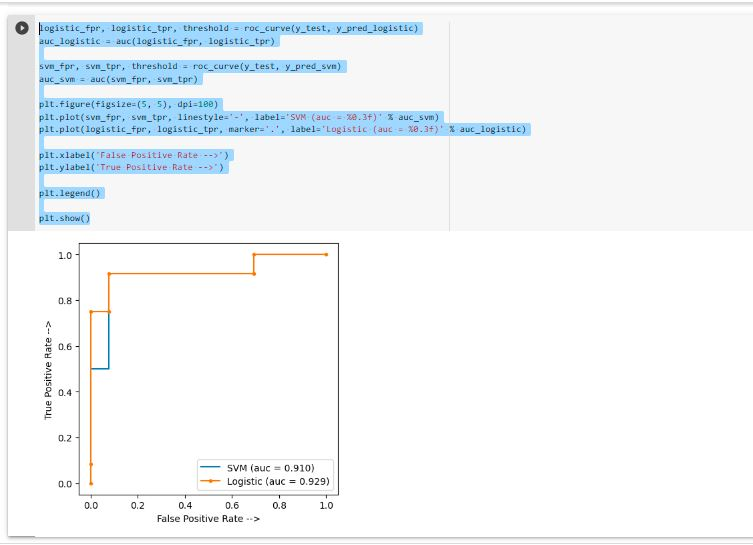 logistic_fpr, logistic_tpr, threshold = roc_curve(y_test, y_pred_logistic)
auc_logistic = auc(logistic_fpr, logistic_tpr)
svm_fpr, svm_tpr, threshold = roc_curve(y_test, y_pred_svm)
auc_svm = auc(svm_fpr, svm_tpr)
plt.figure(figsize=(5, 5), dpi=100)
plt.plot(svm_fpr, svm_tpr, linestyle='-', label='SVM (auc = %0.3f)' % auc_svm)
plt.plot(logistic_fpr, logistic_tpr, marker='.', label='Logistic (auc = %0.3f)' % auc_logistic)
plt.xlabel('False Positive Rate -->')
plt.ylabel('True Positive Rate -->')
plt.legend()
plt.show()
True Positive Rate -->
1.0
0.8
0.6
0.4
0.2
0.0
SVM (auc = 0.910)
Logistic (auc = 0.929)
0.0 0.2 0.4 0.6 0.8 1.0
False Positive Rate -->